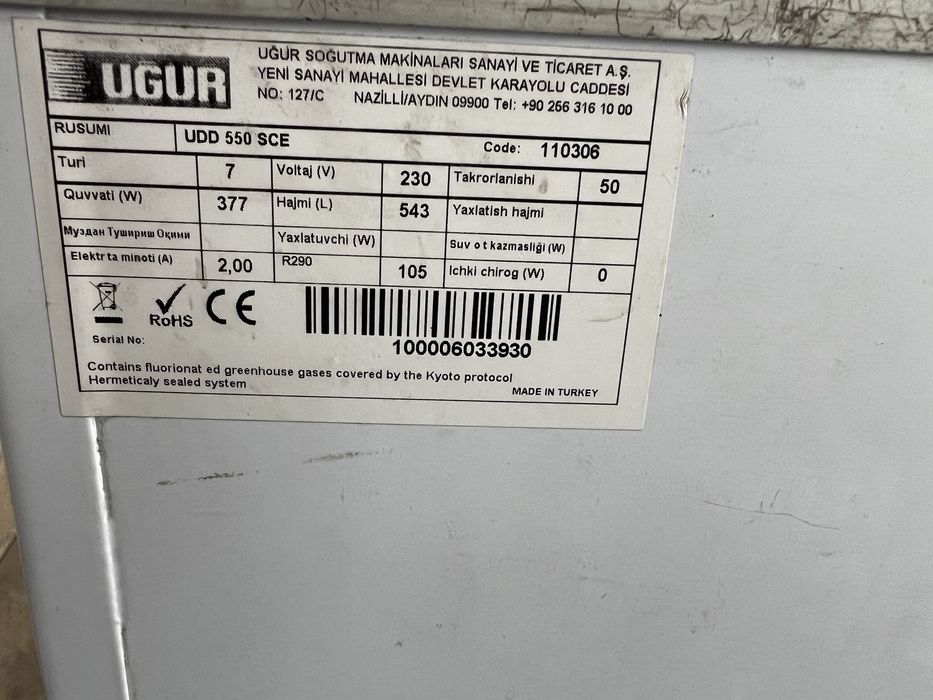 UĞUR
UĞUR SOĞUTMA MAKİNALARI SANAYİ VE TİCARET A.Ş.
YENİ SANAYİ MAHALLESİ DEVLET KARAYOLU CADDESİ
NO: 127/C NAZİLLİ/AYDIN 09900 Tel: +90 256 316 10 00
RUSUMI UDD 550 SCE Code: 110306
Turi 7 Voltaj (V) 230 Takrorlanishi 50
Quvvati (W) 377 Hajmi (L) 543 Yaxlatish hajmi
Муздан Тушириш Оқими Yaxlatuvchi (W) Suv o t kazmasliği (W)
Elektr ta minoti (A) 2,00 R290 105 Ichki chirog (W) 0
RoHS CE
Serial No: 100006033930
Contains fluorionat ed greenhouse gases covered by the Kyoto protocol
Hermeticaly sealed system
MADE IN TURKEY